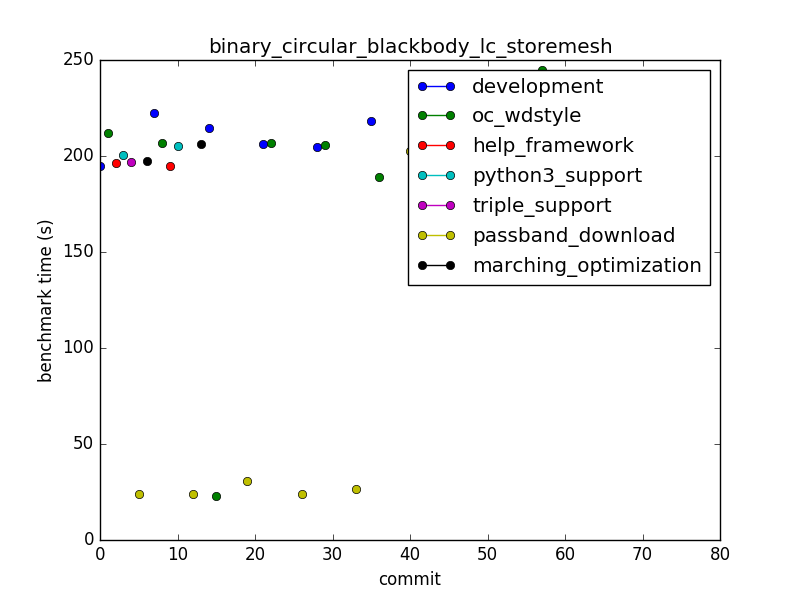 binary_circular_blackbody_lc_storemesh
250
200
150
100
50
0
benchmark time (s)
development
oc_wdstyle
help_framework
python3_support
triple_support
passband_download
marching_optimization
0 10 20 30 40 50 60 70 80
commit